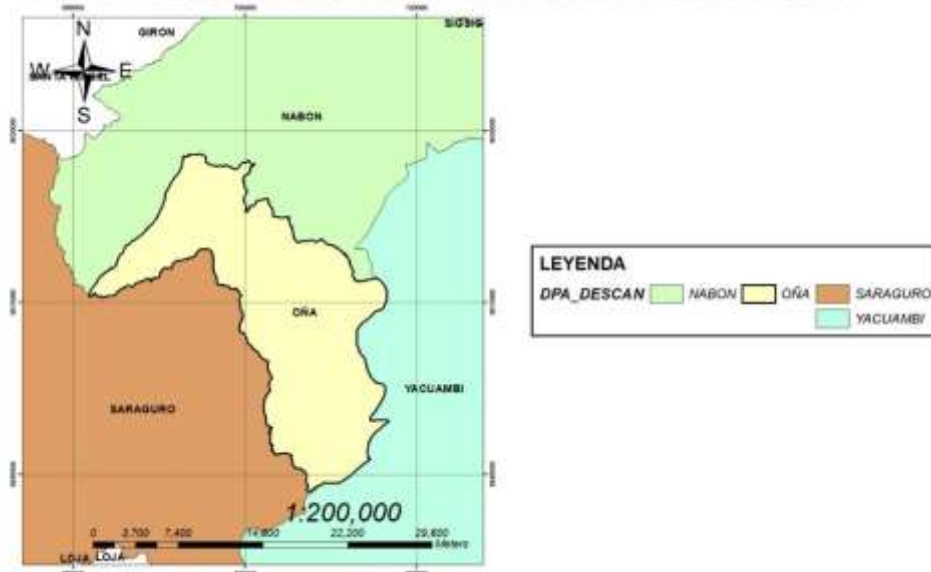 GIRON
SIGSIG
N
W E
S
NABON
OÑA
YACUAMBI
SARAGURO
1:200,000
0 3,700 7,400 14,800 22,200 29,600
Meters
LOJA LOJA
LEYENDA
DPA_DESCAN NABON OÑA SARAGURO
YACUAMBI